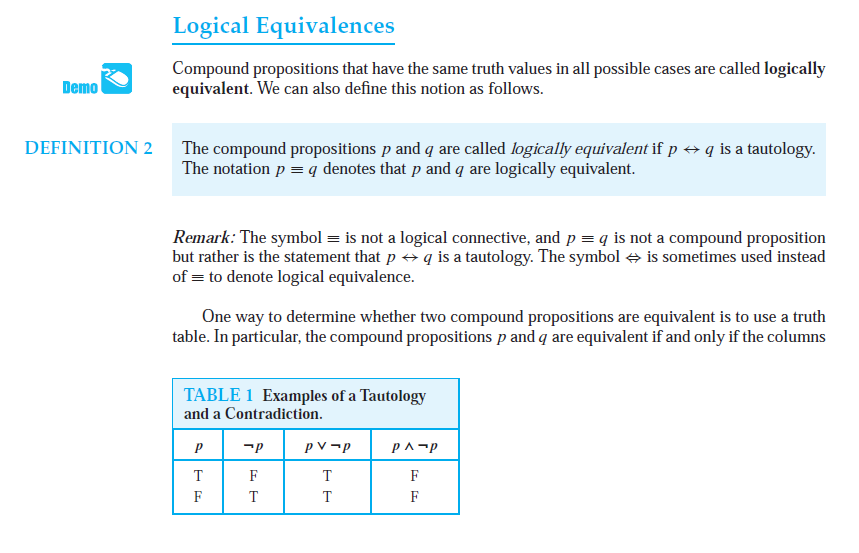 Logical Equivalences
Demo
Compound propositions that have the same truth values in all possible cases are called logically
equivalent. We can also define this notion as follows.
DEFINITION 2
The compound propositions p and q are called logically equivalent if p ↔ q is a tautology.
The notation p ≡ q denotes that p and q are logically equivalent.
Remark: The symbol ≡ is not a logical connective, and p ≡ q is not a compound proposition
but rather is the statement that p ↔ q is a tautology. The symbol ⇔ is sometimes used instead
of ≡ to denote logical equivalence.
One way to determine whether two compound propositions are equivalent is to use a truth
table. In particular, the compound propositions p and q are equivalent if and only if the columns
TABLE 1 Examples of a Tautology
and a Contradiction.
p ¬p p ∨ ¬p p ∧ ¬p
T F T F
F T T F